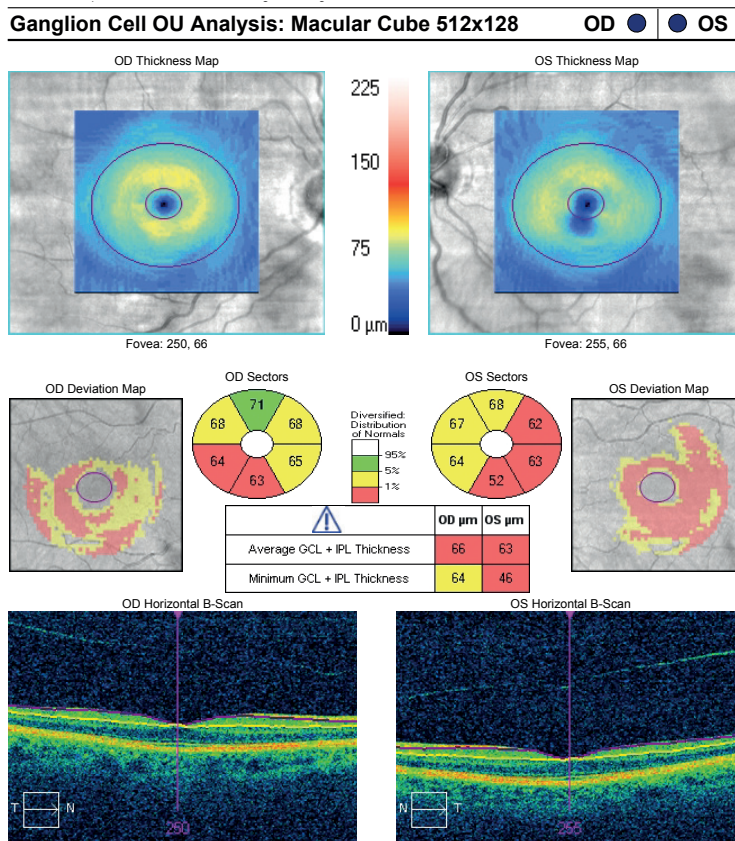 Ganglion Cell OU Analysis: Macular Cube 512x128 OD OS
OD Thickness Map
OS Thickness Map
225
150
75
0 µm
Fovea: 250, 66
Fovea: 255, 66
OD Deviation Map
OD Sectors
OS Sectors
OS Deviation Map
71
68
68
64
65
63
Diversified:
Distribution
of Normals
95%
5%
1%
68
67
62
64
63
52
OD µm OS µm
Average GCL + IPL Thickness 66 63
Minimum GCL + IPL Thickness 64 46
OD Horizontal B-Scan
OS Horizontal B-Scan
T N
250
N T
255